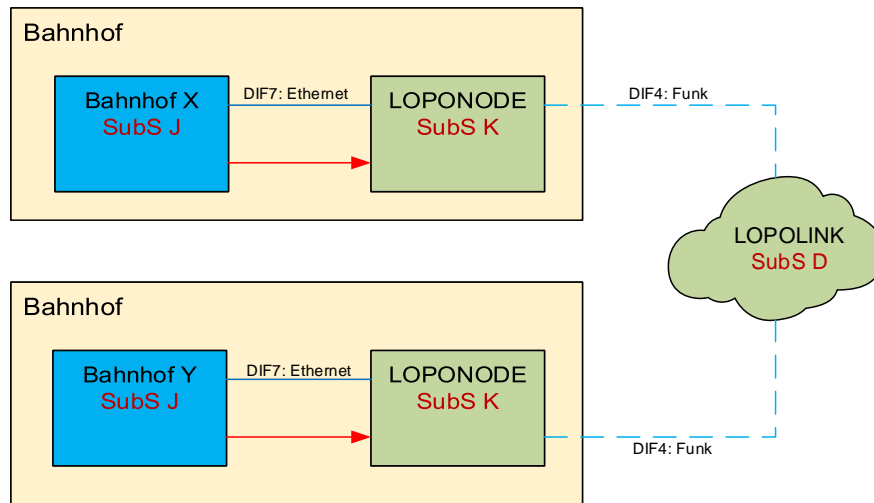 Bahnhof
Bahnhof X
SubS J
DIF7: Ethernet
LOPONODE
SubS K
DIF4: Funk
LOPOLINK
SubS D
Bahnhof
Bahnhof Y
SubS J
DIF7: Ethernet
LOPONODE
SubS K
DIF4: Funk